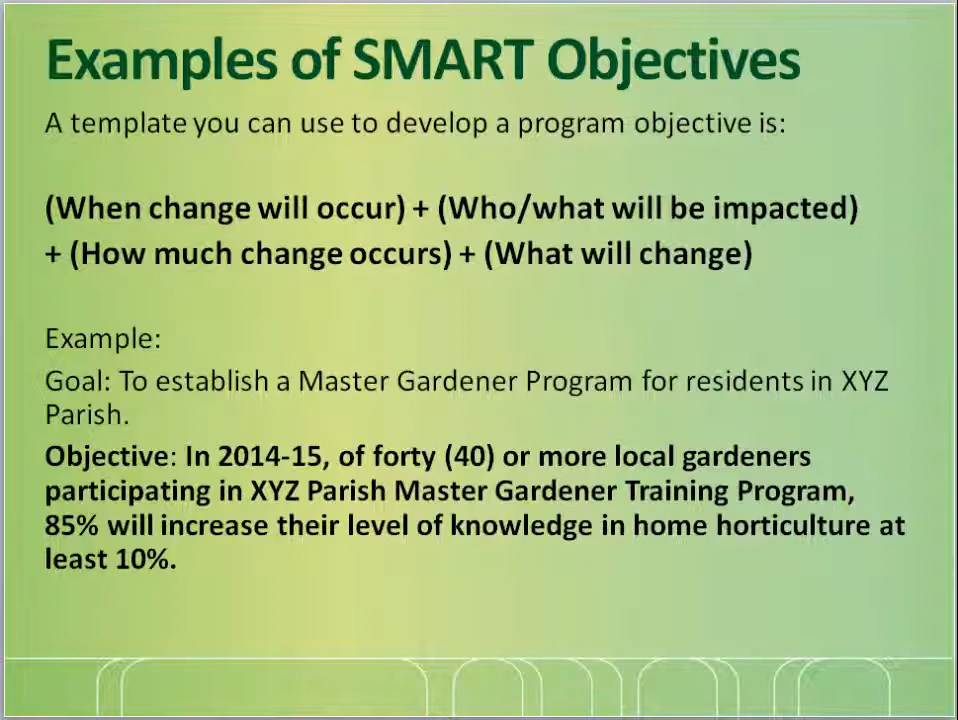 Examples of SMART Objectives
A template you can use to develop a program objective is:
(When change will occur) + (Who/what will be impacted)
+ (How much change occurs) + (What will change)
Example:
Goal: To establish a Master Gardener Program for residents in XYZ
Parish.
Objective: In 2014-15, of forty (40) or more local gardeners
participating in XYZ Parish Master Gardener Training Program,
85% will increase their level of knowledge in home horticulture at
least 10%.